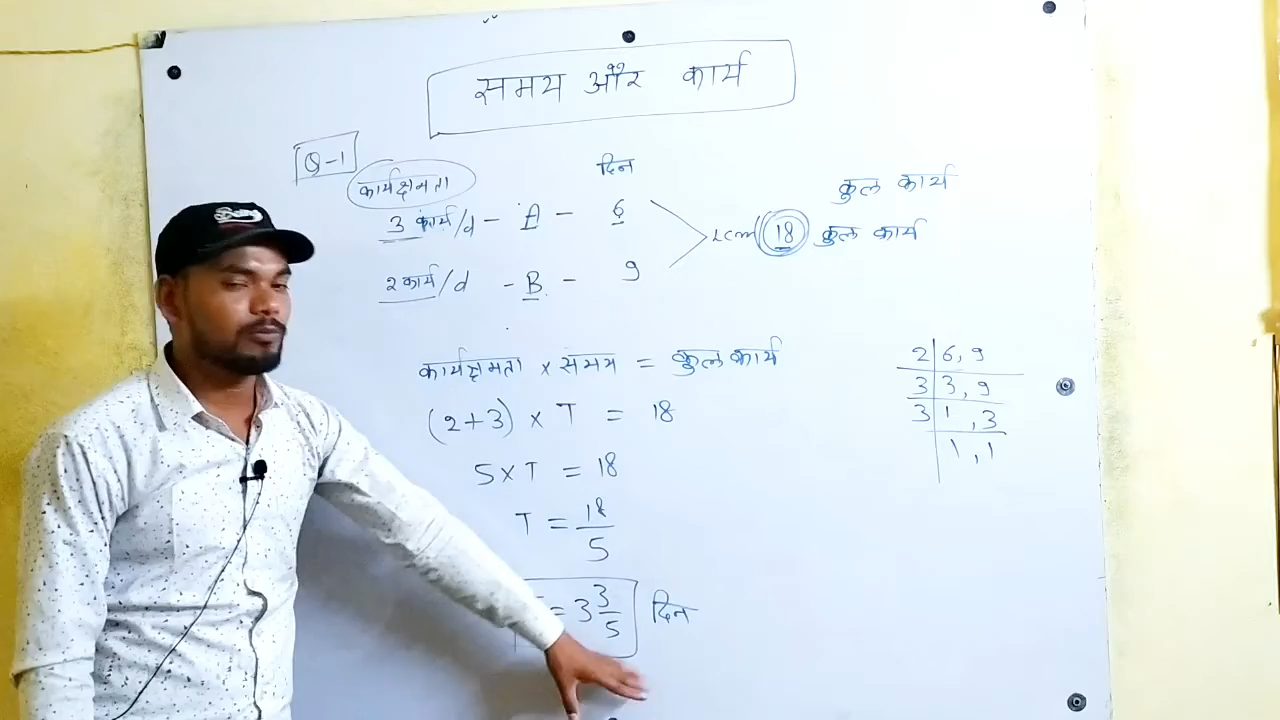 समय और कार्य
Q-1
कार्यक्षमता
दिन
कुल कार्य
3 कार्य/d - A - 6
Lcm 18 कुल कार्य
2 कार्य/d - B - 9
कार्यक्षमता × समय = कुल कार्य
(2+3) × T = 18
5 × T = 18
T = 18/5
= 3 3/5 दिन
2 | 6, 9
3 | 3, 9
3 | 1, 3
1, 1